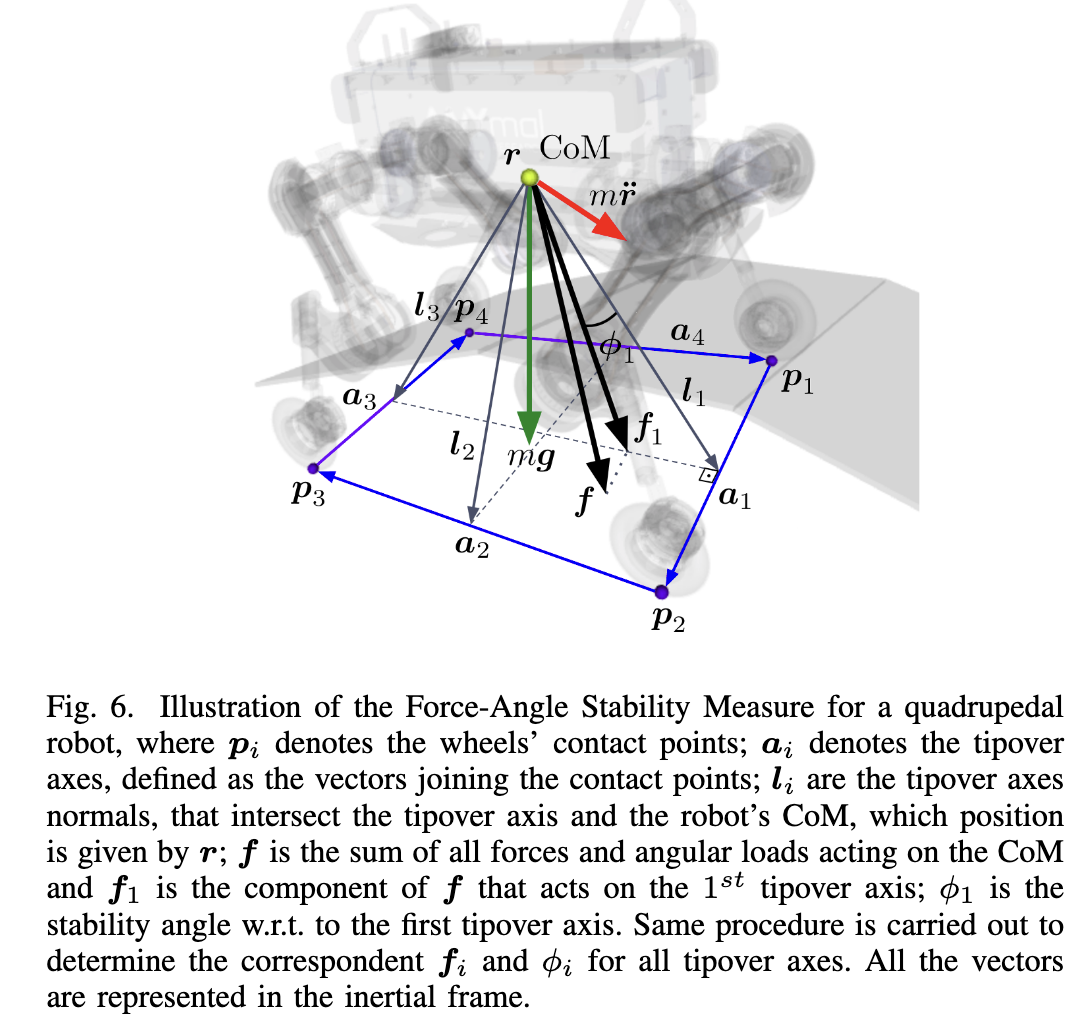 ANYmal
r CoM
mr̈
l₃ p₄
a₄
ϕ₁
p₁
a₃
l₁
f₁
l₂ mg
p₃
f
a₁
a₂
p₂
Fig. 6. Illustration of the Force-Angle Stability Measure for a quadrupedal
robot, where pᵢ denotes the wheels’ contact points; aᵢ denotes the tipover
axes, defined as the vectors joining the contact points; lᵢ are the tipover axes
normals, that intersect the tipover axis and the robot’s CoM, which position
is given by r; f is the sum of all forces and angular loads acting on the CoM
and f₁ is the component of f that acts on the 1ˢᵗ tipover axis; ϕ₁ is the
stability angle w.r.t. to the first tipover axis. Same procedure is carried out to
determine the correspondent fᵢ and ϕᵢ for all tipover axes. All the vectors
are represented in the inertial frame.